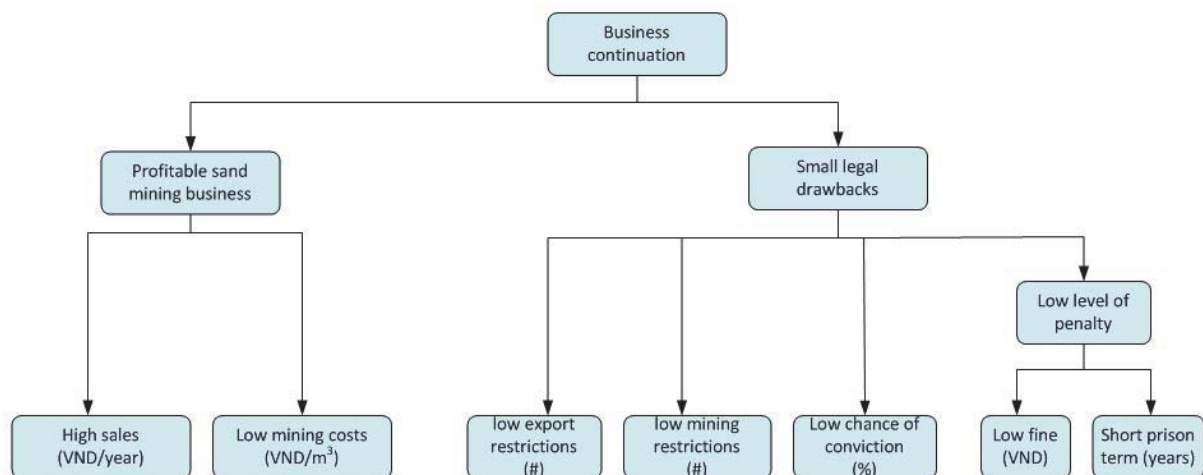 Business
continuation
Profitable sand
mining business
Small legal
drawbacks
Low level of
penalty
High sales
(VND/year)
Low mining costs
(VND/m³)
low export
restrictions
(#)
low mining
restrictions
(#)
Low chance of
conviction
(%)
Low fine
(VND)
Short prison
term (years)